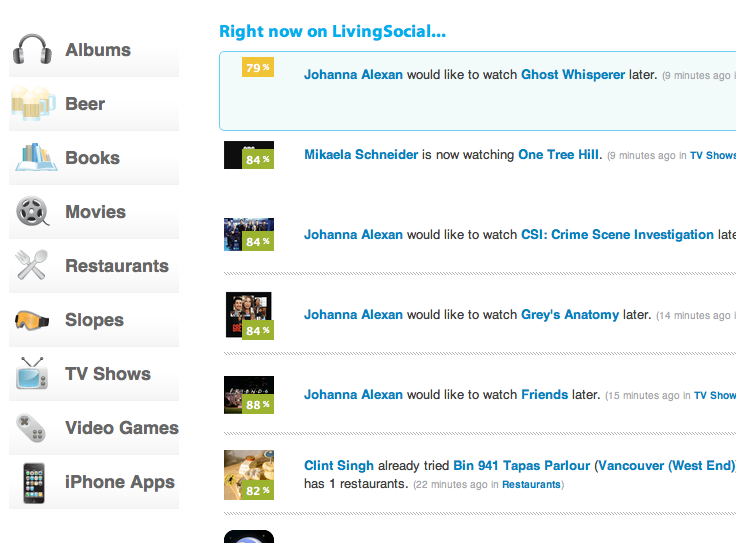 Albums
Beer
Books
Movies
Restaurants
Slopes
TV Shows
Video Games
iPhone Apps
Right now on LivingSocial...
79 %
Johanna Alexan would like to watch Ghost Whisperer later. (9 minutes ago i
84 %
Mikaela Schneider is now watching One Tree Hill. (9 minutes ago in TV Shows
84 %
Johanna Alexan would like to watch CSI: Crime Scene Investigation late
84 %
Johanna Alexan would like to watch Grey's Anatomy later. (14 minutes ago i
FRIENDS
88 %
Johanna Alexan would like to watch Friends later. (15 minutes ago in TV Show
82 %
Clint Singh already tried Bin 941 Tapas Parlour (Vancouver (West End))
has 1 restaurants. (22 minutes ago in Restaurants)